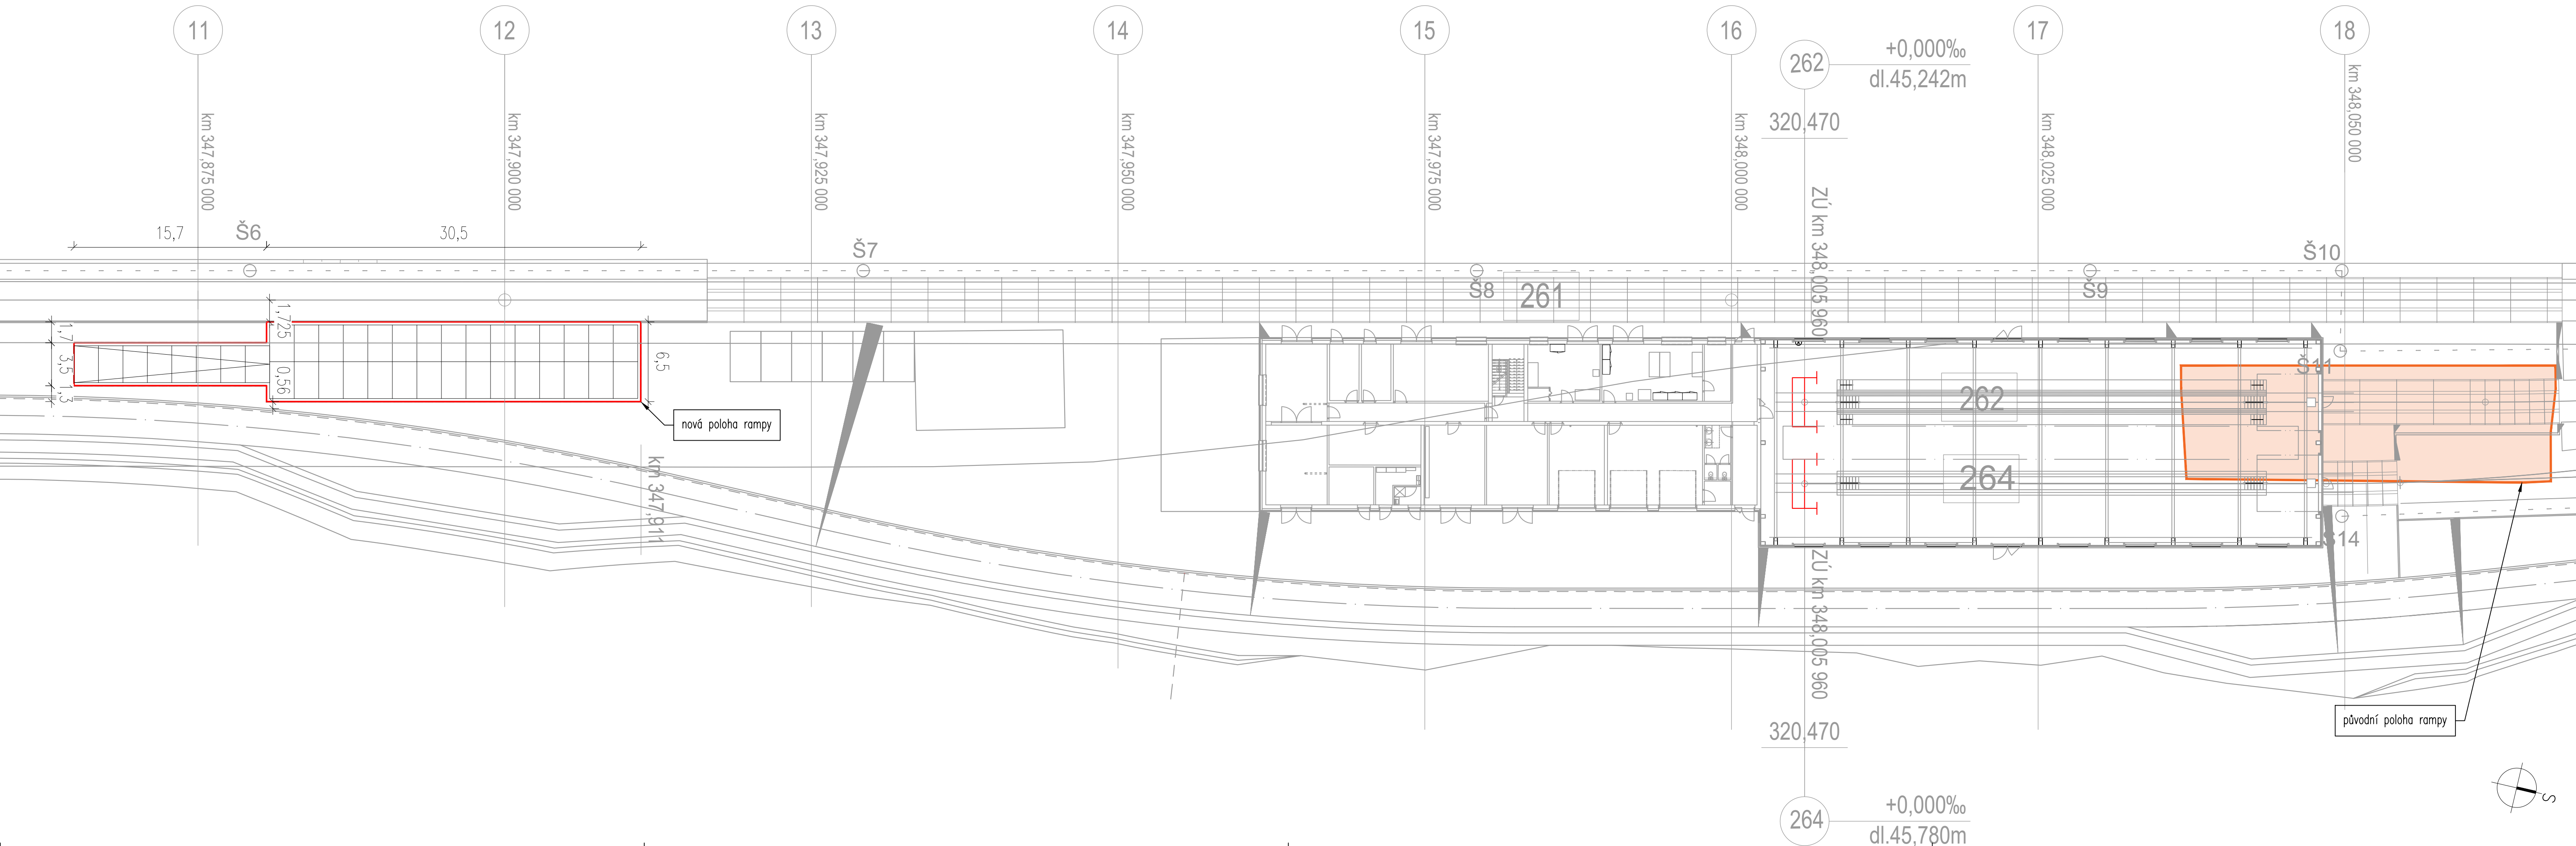 11
12
13
14
15
16
17
18
262
+0,000‰
dl.45,242m
320,470
km 347,875 000
km 347,900 000
km 347,925 000
km 347,950 000
km 347,975 000
km 348,000 000
km 348,025 000
km 348,050 000
ZÚ km 348,005 960
15,7
Š6
30,5
Š7
Š8
261
Š9
Š10
1,725
1,7
3,5
1,3
0,56
6,5
Š11
262
264
nová poloha rampy
km 347,911
Š14
ZÚ km 348,005 960
320,470
původní poloha rampy
S
264
+0,000‰
dl.45,780m